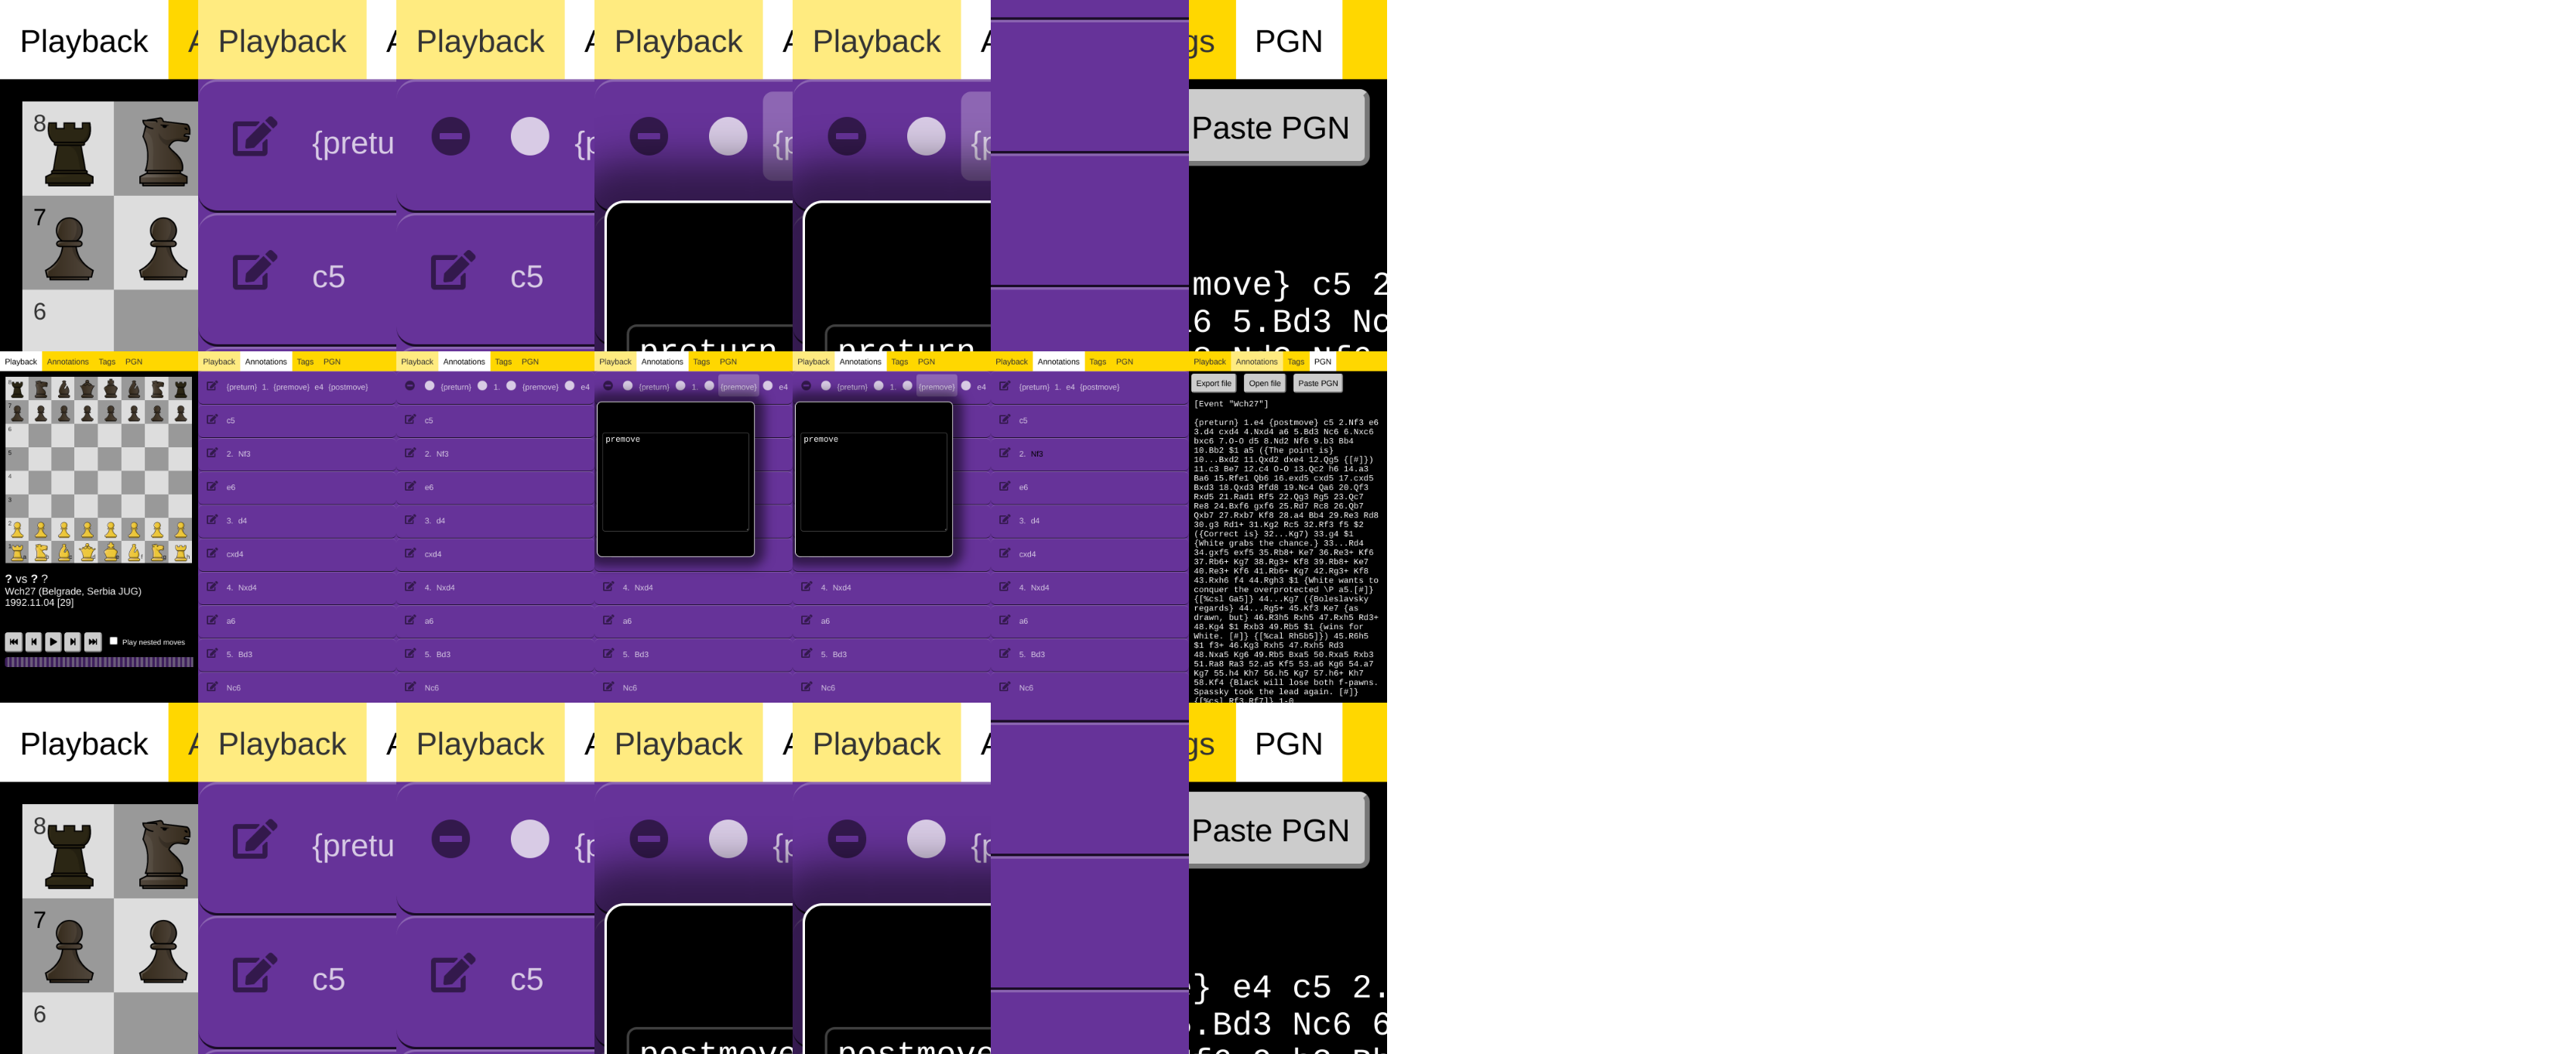 Playback A Playback A Playback A Playback A Playback A gs PGN
8
{pretu {p {p {p
Paste PGN
7
c5 c5
6
preturn preturn
move} c5 2
6 5.Bd3 Nc
Playback Annotations Tags PGN
8
7
6
5
4
3
2
1
? vs ? ?
Wch27 (Belgrade, Serbia JUG)
1992.11.04 [29]
Play nested moves
Playback Annotations Tags PGN
{preturn} 1. {premove} e4 {postmove}
c5
2. Nf3
e6
3. d4
cxd4
4. Nxd4
a6
5. Bd3
Nc6
Playback Annotations Tags PGN
{preturn} 1. {premove} e4
c5
2. Nf3
e6
3. d4
cxd4
4. Nxd4
a6
5. Bd3
Nc6
Playback Annotations Tags PGN
{preturn} 1. {premove} e4
premove
4. Nxd4
a6
5. Bd3
Nc6
Playback Annotations Tags PGN
{preturn} 1. {premove} e4
premove
4. Nxd4
a6
5. Bd3
Nc6
Playback Annotations Tags PGN
{preturn} 1. e4 {postmove}
c5
2. Nf3
e6
3. d4
cxd4
4. Nxd4
a6
5. Bd3
Nc6
Playback Annotations Tags PGN
Export file Open file Paste PGN
[Event "Wch27"]
{preturn} 1.e4 {postmove} c5 2.Nf3 e6
3.d4 cxd4 4.Nxd4 a6 5.Bd3 Nc6 6.Nxc6
bxc6 7.O-O d5 8.Nd2 Nf6 9.b3 Bb4
10.Bb2 $1 a5 ({The point is}
10...Bxd2 11.Qxd2 dxe4 12.Qg5 {[#]})
11.c3 Be7 12.c4 O-O 13.Qc2 h6 14.a3
Ba6 15.Rfe1 Qb6 16.exd5 cxd5 17.cxd5
Bxd3 18.Qxd3 Rfd8 19.Nc4 Qa6 20.Qf3
Rxd5 21.Rad1 Rf5 22.Qg3 Rg5 23.Qc7
Re8 24.Bxf6 gxf6 25.Rd7 Rc8 26.Qb7
Qxb7 27.Rxb7 Kf8 28.a4 Bb4 29.Re3 Rd8
30.g3 Rd1+ 31.Kg2 Rc5 32.Rf3 f5 $2
({Correct is} 32...Kg7) 33.g4 $1
{White grabs the chance.} 33...Rd4
34.gxf5 exf5 35.Rb8+ Ke7 36.Re3+ Kf6
37.Rb6+ Kg7 38.Rg3+ Kf8 39.Rb8+ Ke7
40.Re3+ Kf6 41.Rb6+ Kg7 42.Rg3+ Kf8
43.Rxh6 f4 44.Rgh3 $1 {White wants to
conquer the overprotected \P a5.[#]}
{[%csl Ga5]} 44...Kg7 ({Boleslavsky
regards} 44...Rg5+ 45.Kf3 Ke7 {as
drawn, but} 46.R3h5 Rxh5 47.Rxh5 Rd3+
48.Kg4 $1 Rxb3 49.Rb5 $1 {wins for
White. [#]} {[%cal Rh5b5]}) 45.R6h5
$1 f3+ 46.Kg3 Rxh5 47.Rxh5 Rd3
48.Nxa5 Kg6 49.Rb5 Bxa5 50.Rxa5 Rxb3
51.Ra8 Ra3 52.a5 Kf5 53.a6 Kg6 54.a7
Kg7 55.h4 Kh7 56.h5 Kg7 57.h6+ Kh7
58.Kf4 {Black will lose both f-pawns.
Spassky took the lead again. [#]}
{[%csl Rf3,Rf7]} 1-0
Playback A Playback A Playback A Playback A Playback A gs PGN
8
{pretu {p {p {p
Paste PGN
7
c5 c5
6
postmove postmove
} e4 c5 2.
.Bd3 Nc6 6